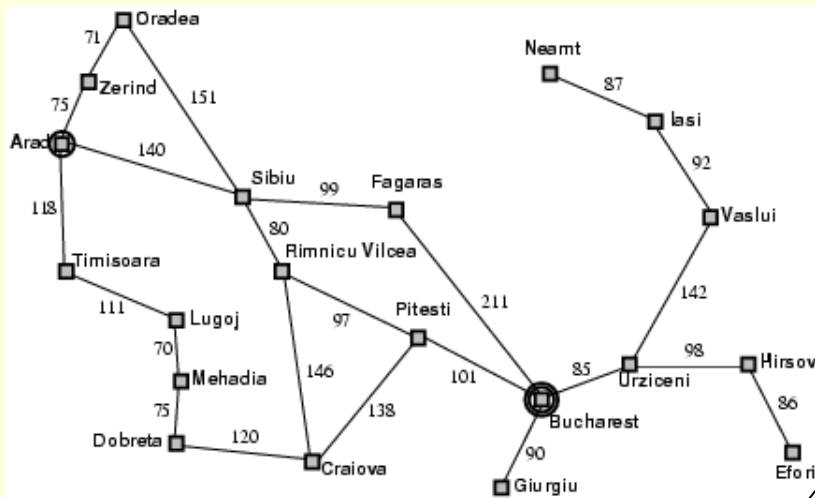 Oradea
71
Neamt
Zerind
87
75
151
Iasi
Arad
140
92
Sibiu
99
Fagaras
118
80
Vaslui
Timisoara
Rimnicu Vilcea
111
Pitesti
211
142
Lugoj
97
70
98
Hirsov
85
146
101
Urziceni
Mehadia
138
86
75
Bucharest
Dobreta
120
90
Craiova
Efori
Giurgiu